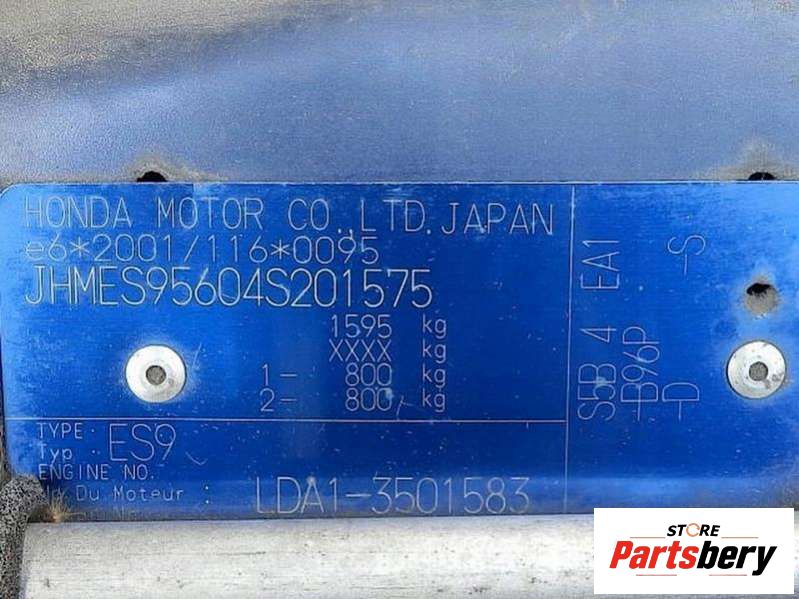 HONDA MOTOR CO.,LTD.JAPAN
e6*2001/116*0095
JHMES95604S201575
1595 kg
XXXX kg
1- 800 kg
2- 800 kg
TYPE:
Typ ES9
ENGINE NO.
Du Moteur : LDA1-3501583
S5B 4 EA1
-B96P
-D -S
STORE
Partsbery